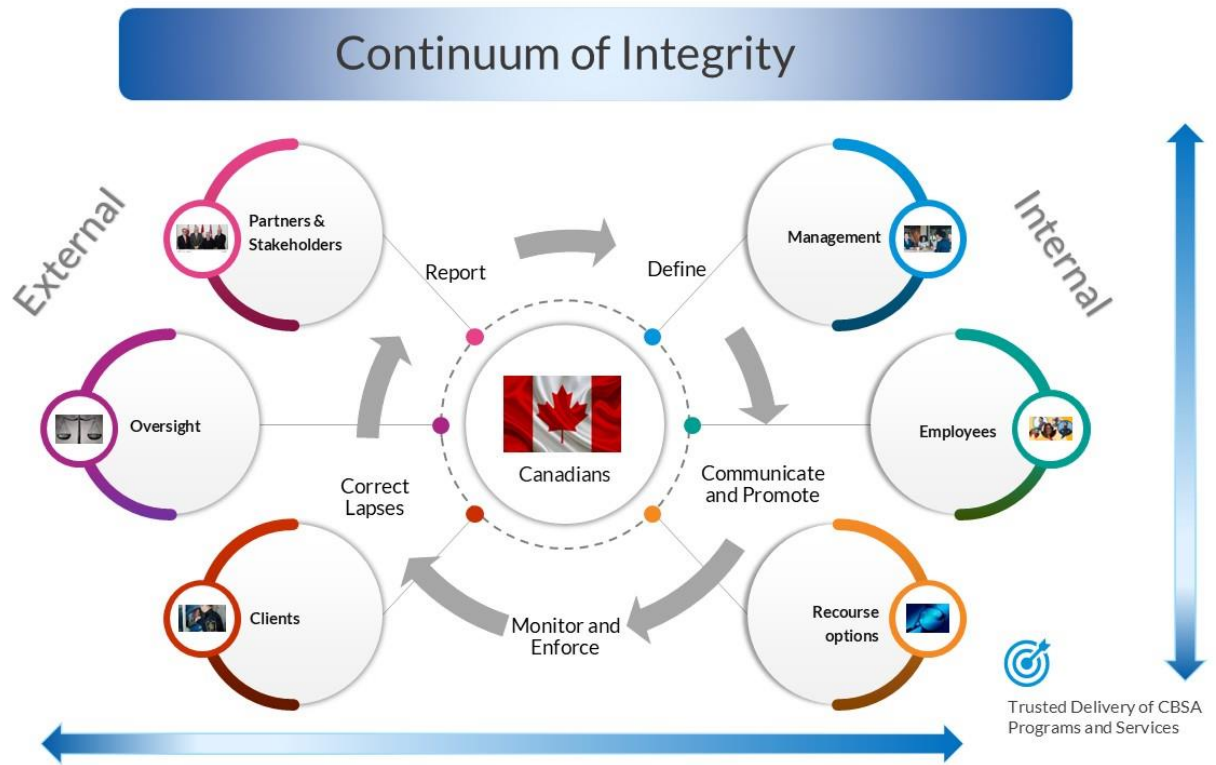 Continuum of Integrity
External
Internal
Partners &
Stakeholders
Management
Report
Define
Oversight
Employees
Canadians
Communicate
and Promote
Correct
Lapses
Clients
Monitor and
Enforce
Recourse
options
Trusted Delivery of CBSA
Programs and Services